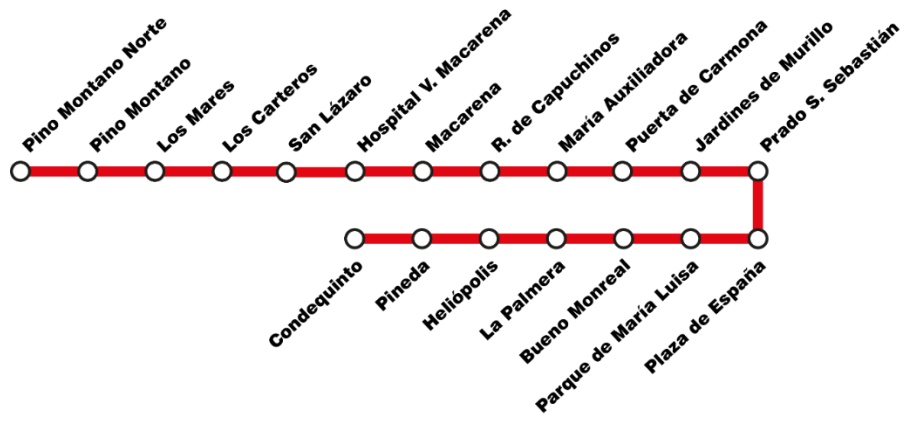 Pino Montano Norte
Pino Montano
Los Mares
Los Carteros
San Lázaro
Hospital V. Macarena
Macarena
R. de Capuchinos
María Auxiliadora
Puerta de Carmona
Jardines de Murillo
Prado S. Sebastián
Condequinto
Pineda
Heliópolis
La Palmera
Bueno Monreal
Parque de María Luisa
Plaza de España